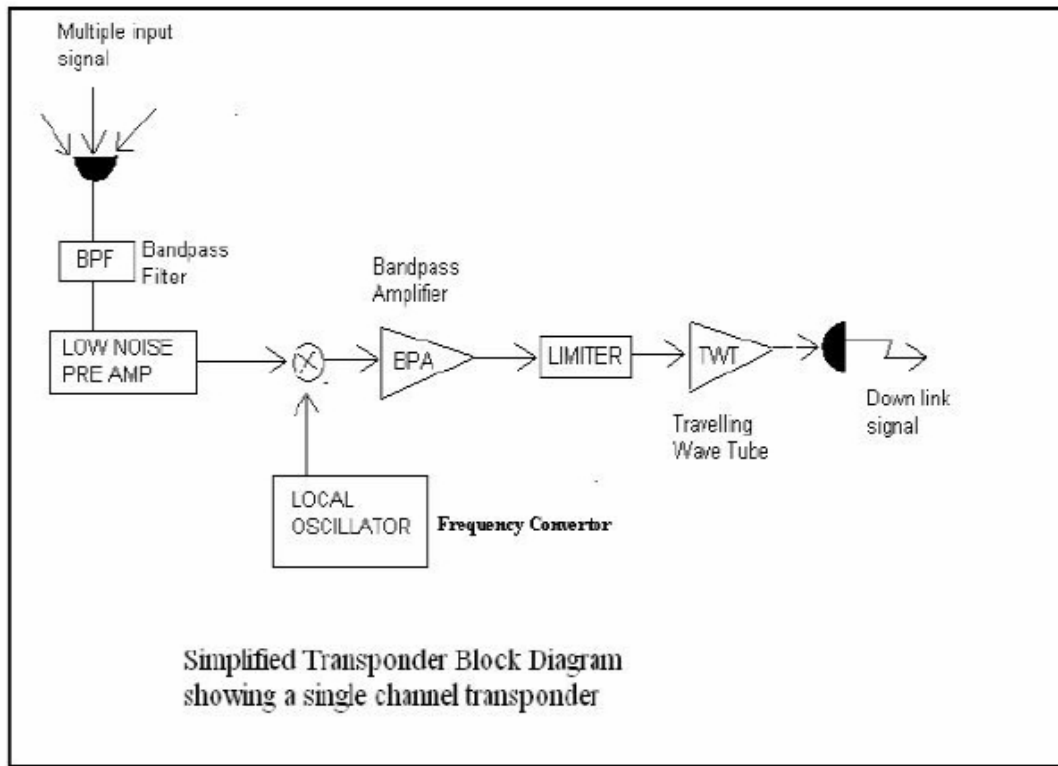 Multiple input
signal
BPF
Bandpass
Filter
LOW NOISE
PRE AMP
X
Bandpass
Amplifier
BPA
LIMITER
TWT
Travelling
Wave Tube
Down link
signal
LOCAL
OSCILLATOR
Frequency Convertor
Simplified Transponder Block Diagram
showing a single channel transponder